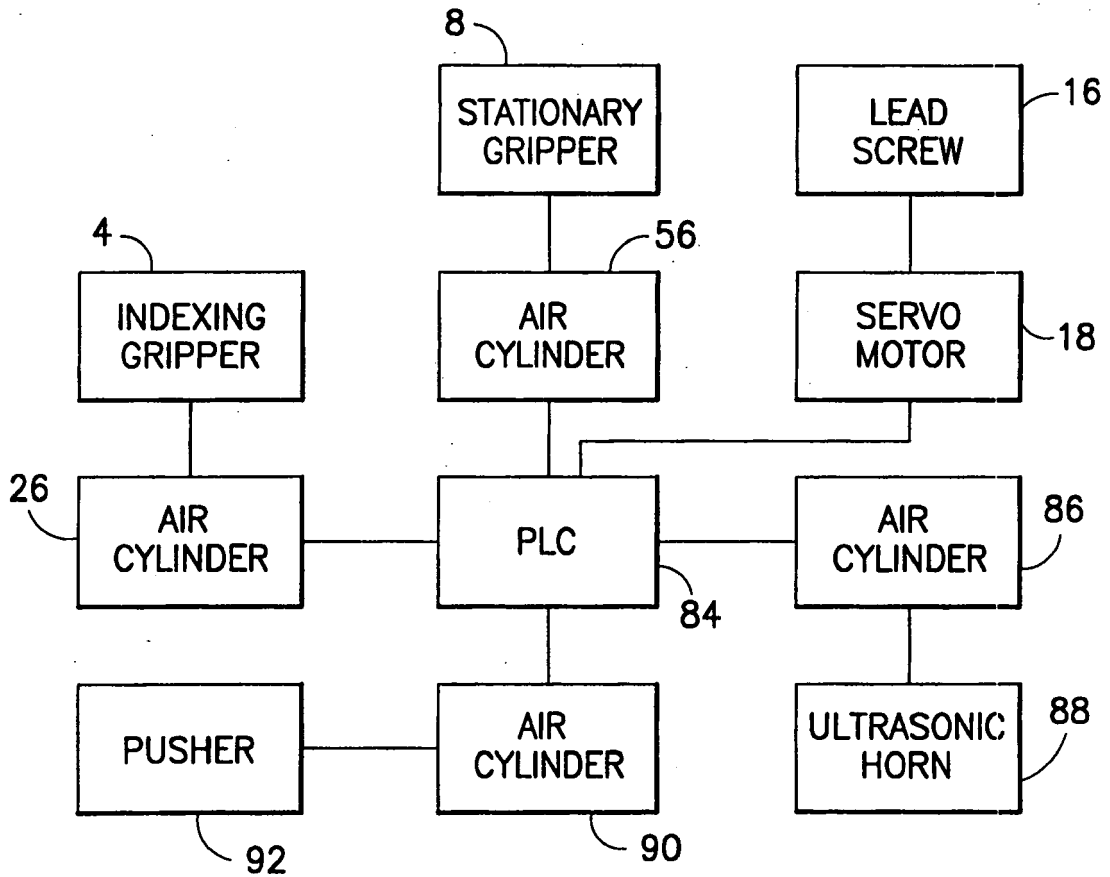 8
STATIONARY
GRIPPER
16
LEAD
SCREW
4
INDEXING
GRIPPER
56
AIR
CYLINDER
18
SERVO
MOTOR
26
AIR
CYLINDER
PLC
84
86
AIR
CYLINDER
PUSHER
92
AIR
CYLINDER
90
88
ULTRASONIC
HORN